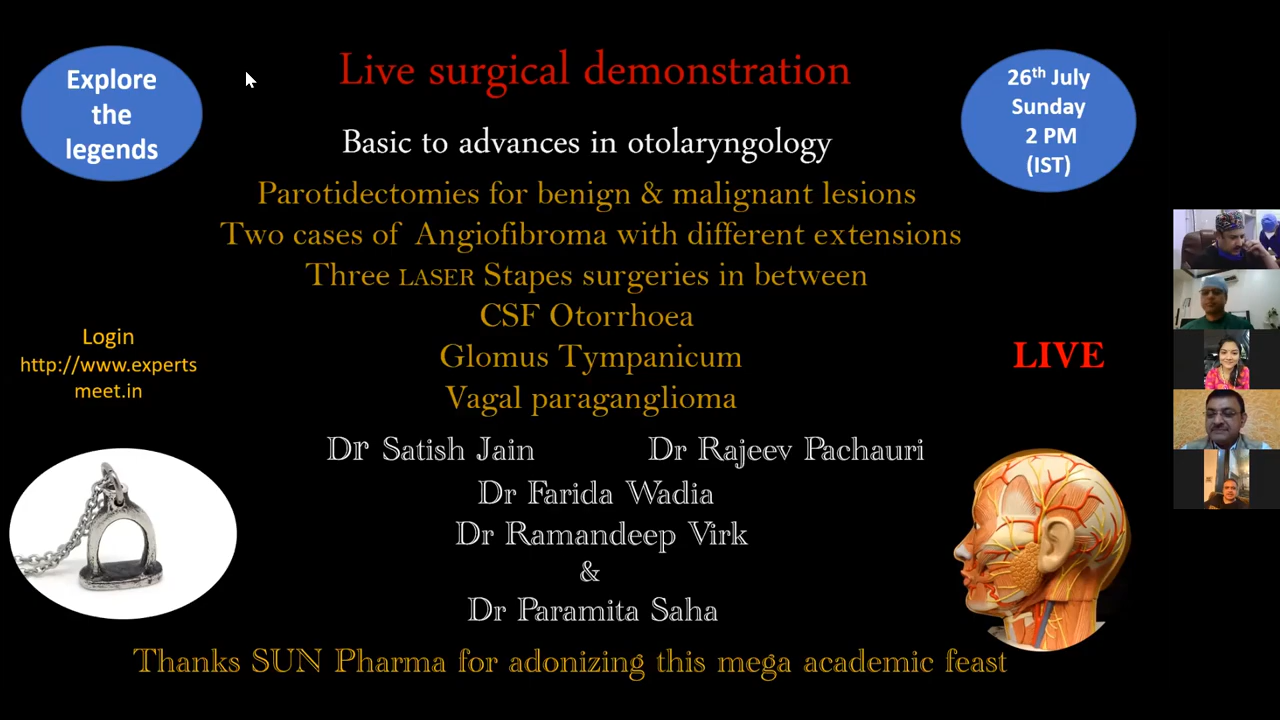 Explore
the
legends
Live surgical demonstration
26th July
Sunday
2 PM
(IST)
Basic to advances in otolaryngology
Parotidectomies for benign & malignant lesions
Two cases of Angiofibroma with different extensions
Three LASER Stapes surgeries in between
CSF Otorrhoea
Glomus Tympanicum
Vagal paraganglioma
Login
http://www.experts
meet.in
LIVE
Dr Satish Jain Dr Rajeev Pachauri
Dr Farida Wadia
Dr Ramandeep Virk
&
Dr Paramita Saha
Thanks SUN Pharma for adonizing this mega academic feast